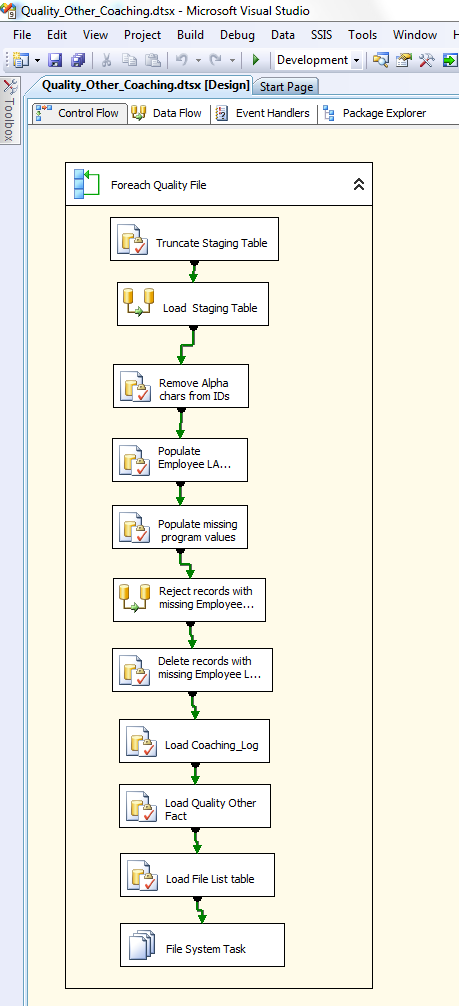 Quality_Other_Coaching.dtsx - Microsoft Visual Studio
File Edit View Project Build Debug Data SSIS Tools Window
Development
Quality_Other_Coaching.dtsx [Design] Start Page
Toolbox
Control Flow Data Flow Event Handlers Package Explorer
Foreach Quality File
Truncate Staging Table
Load Staging Table
Remove Alpha
chars from IDs
Populate
Employee LA...
Populate missing
program values
Reject records with
missing Employee...
Delete records with
missing Employee L...
Load Coaching_Log
Load Quality Other
Fact
Load File List table
File System Task